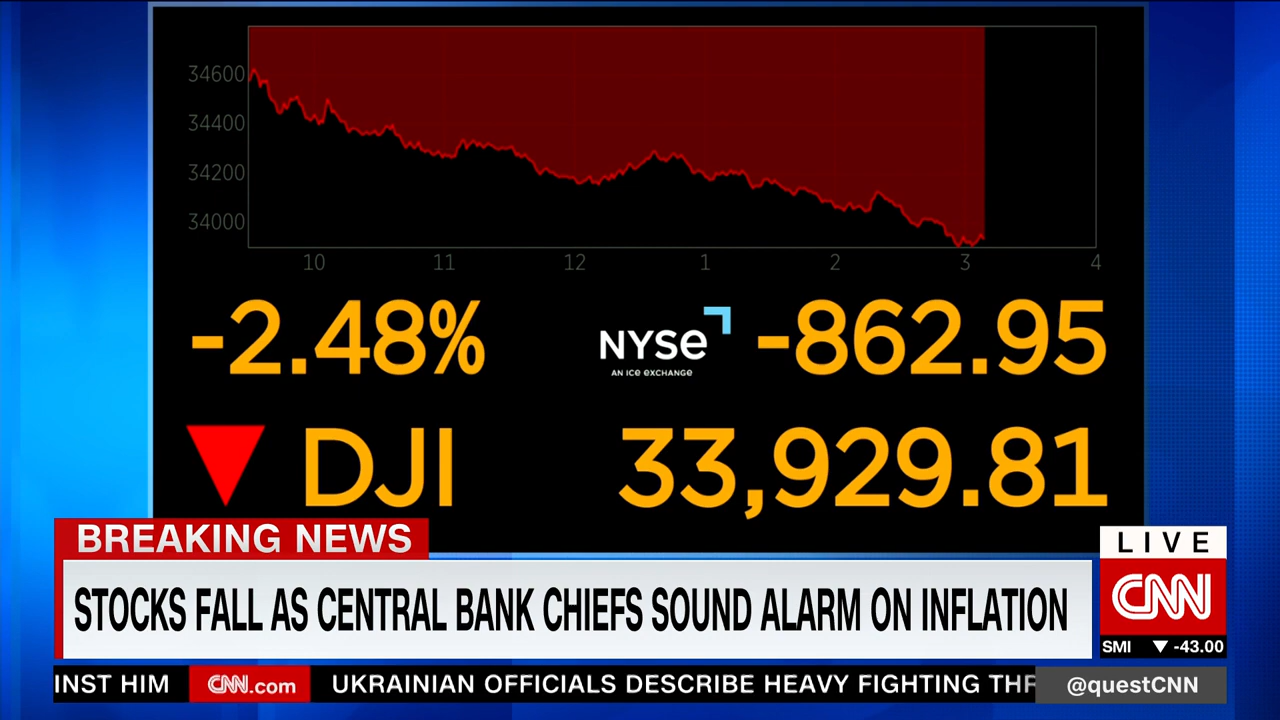 34600
34400
34200
34000
10 11 12 1 2 3 4
-2.48% NYSE -862.95
AN ICE EXCHANGE
DJI 33,929.81
BREAKING NEWS
STOCKS FALL AS CENTRAL BANK CHIEFS SOUND ALARM ON INFLATION
LIVE
CNN
SMI ▼ -43.00
INST HIM CNN.com UKRAINIAN OFFICIALS DESCRIBE HEAVY FIGHTING THR @questCNN